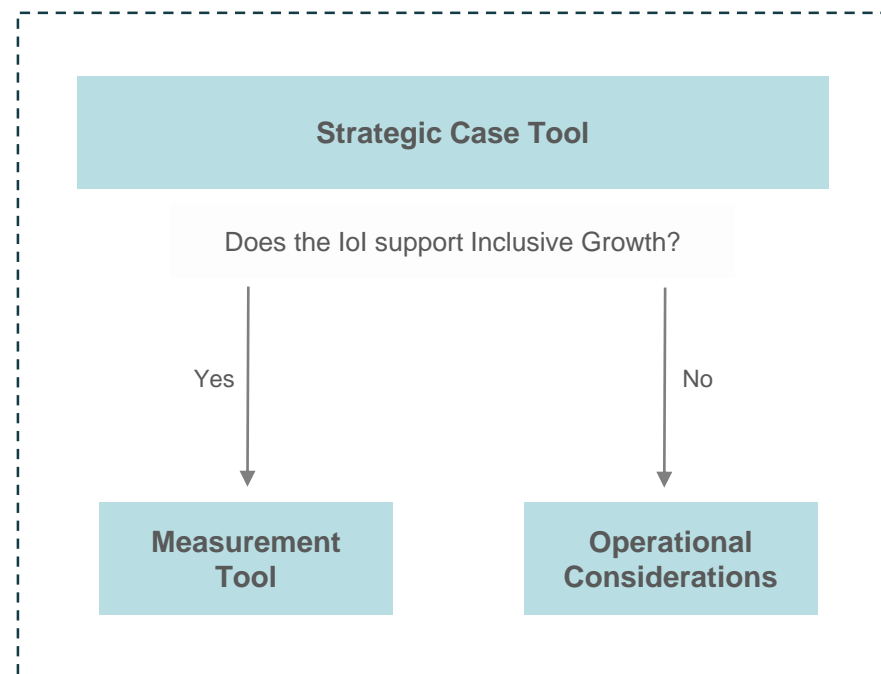 Strategic Case Tool
Does the IoI support Inclusive Growth?
Yes
No
Measurement
Tool
Operational
Considerations